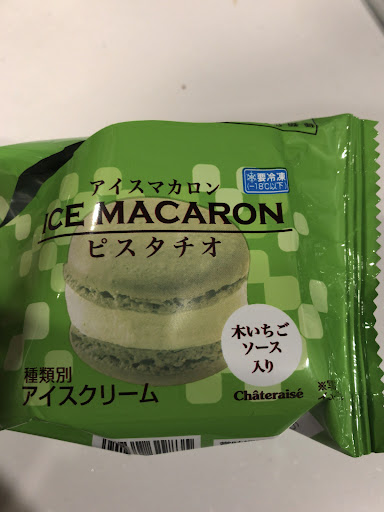 要冷凍
(-18℃以下)
アイスマカロン
ICE MACARON
ピスタチオ
木いちご
ソース
入り
種類別
アイスクリーム
Châteraisé